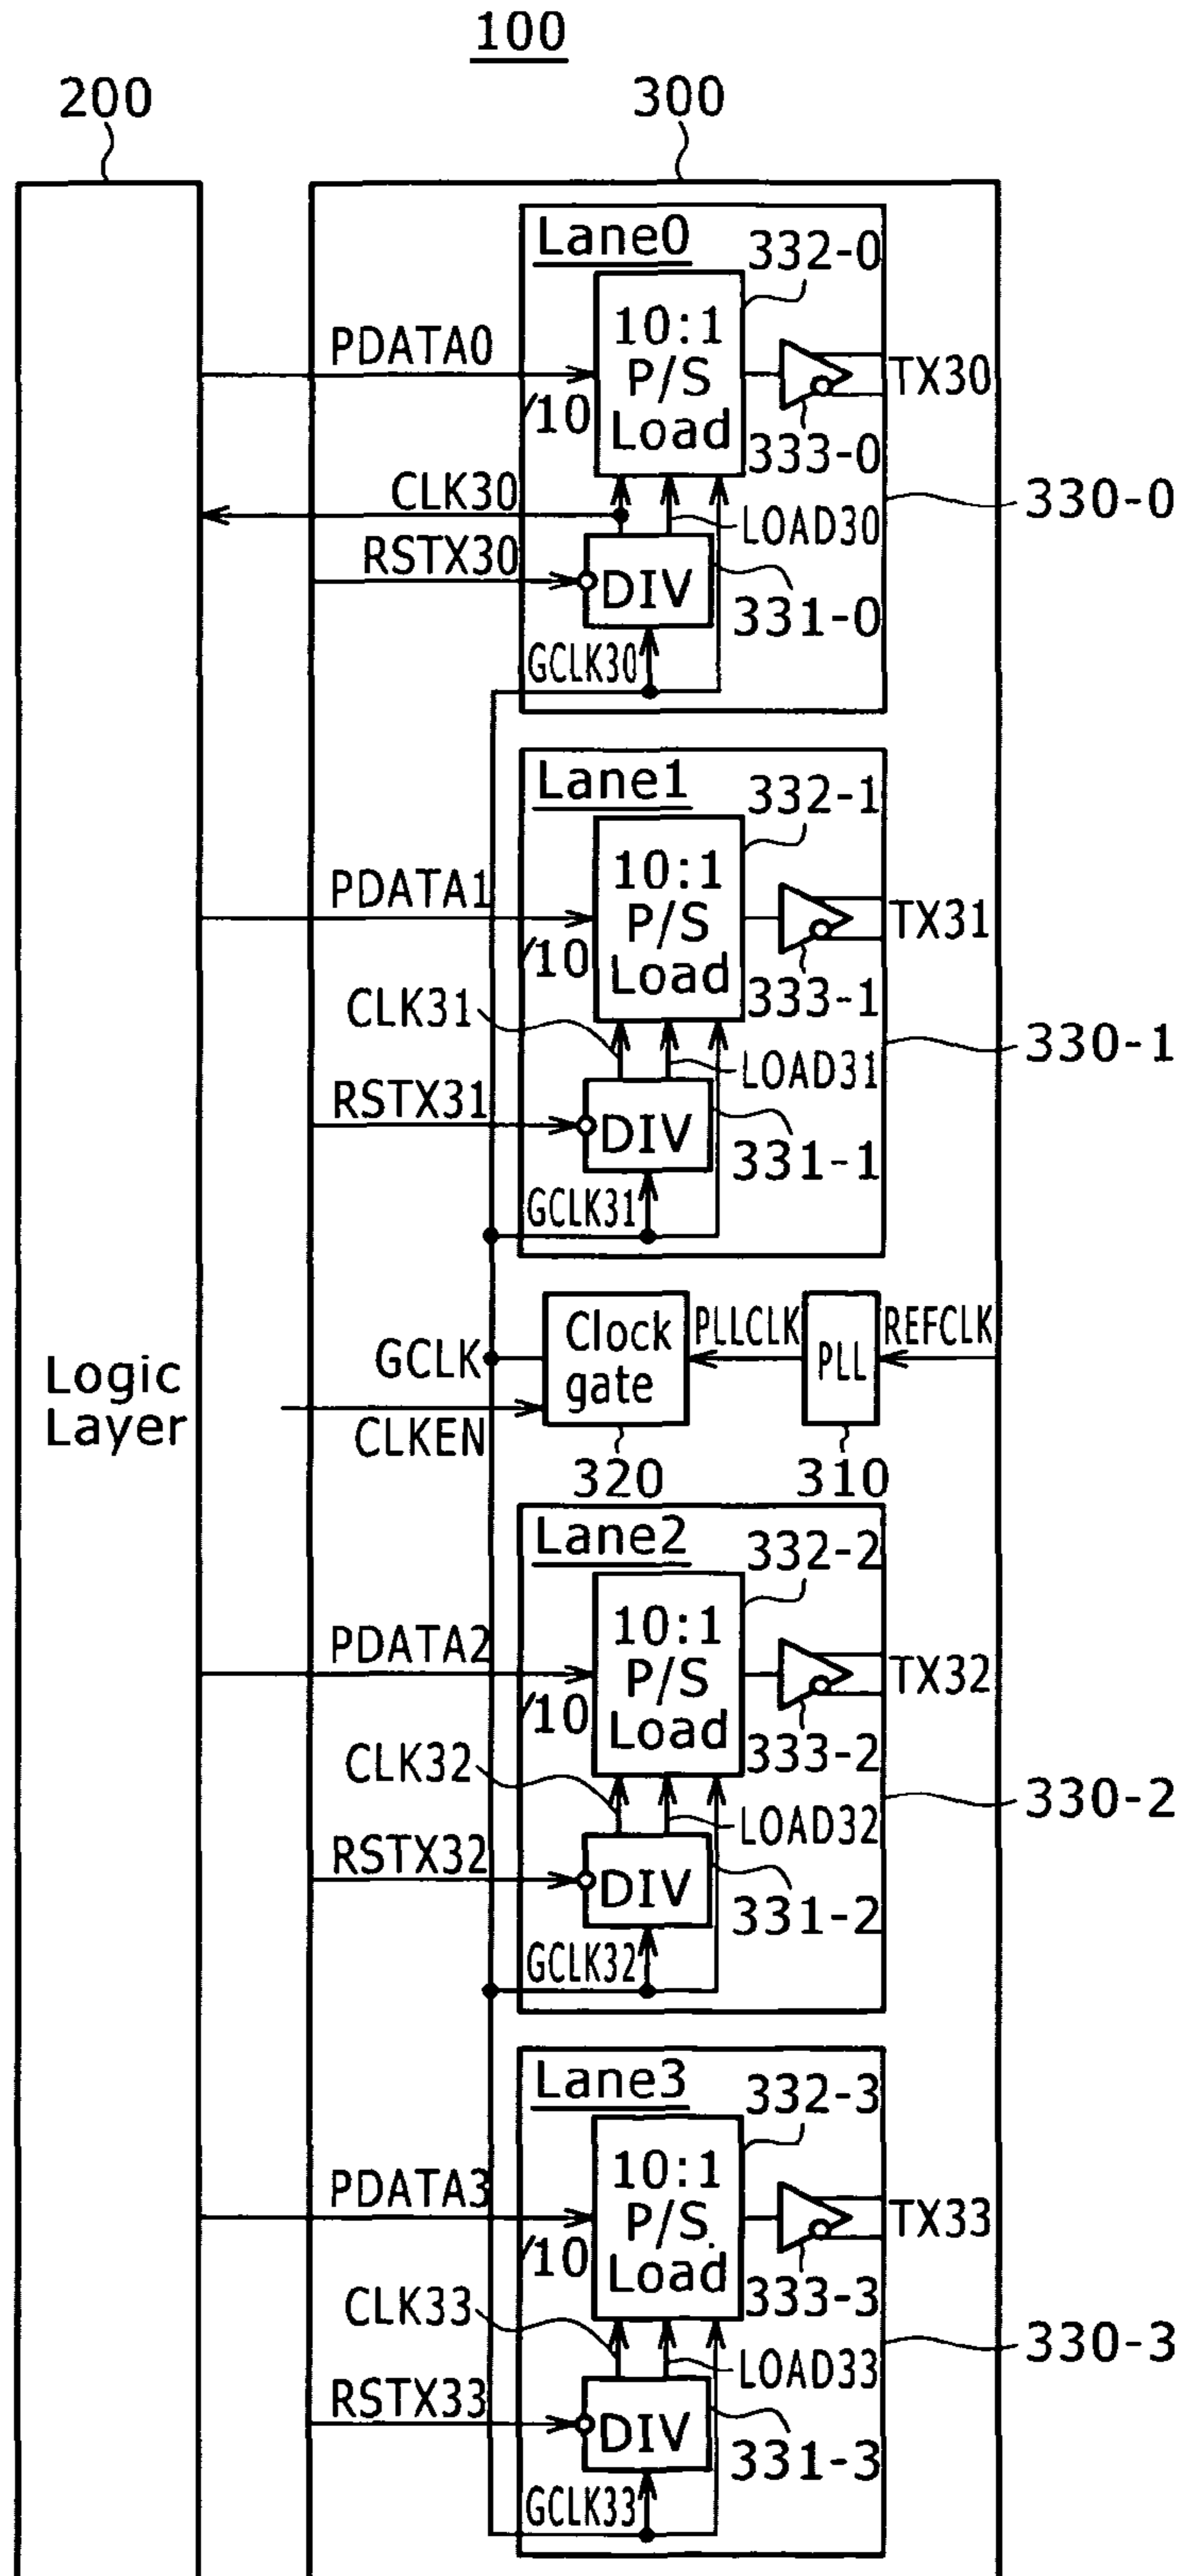 100
200
300
Lane0
332-0
10:1
P/S
Load
PDATA0
10
TX30
333-0
CLK30
LOAD30
330-0
RSTX30
DIV
331-0
GCLK30
Lane1
332-1
10:1
P/S
Load
PDATA1
10
TX31
333-1
CLK31
LOAD31
330-1
RSTX31
DIV
331-1
GCLK31
Clock
gate
PLLCLK
PLL
REFCLK
GCLK
CLKEN
Logic
Layer
320
310
Lane2
332-2
10:1
P/S
Load
PDATA2
10
TX32
333-2
CLK32
LOAD32
330-2
RSTX32
DIV
331-2
GCLK32
Lane3
332-3
10:1
P/S
Load
PDATA3
10
TX33
333-3
CLK33
LOAD33
330-3
RSTX33
DIV
331-3
GCLK33